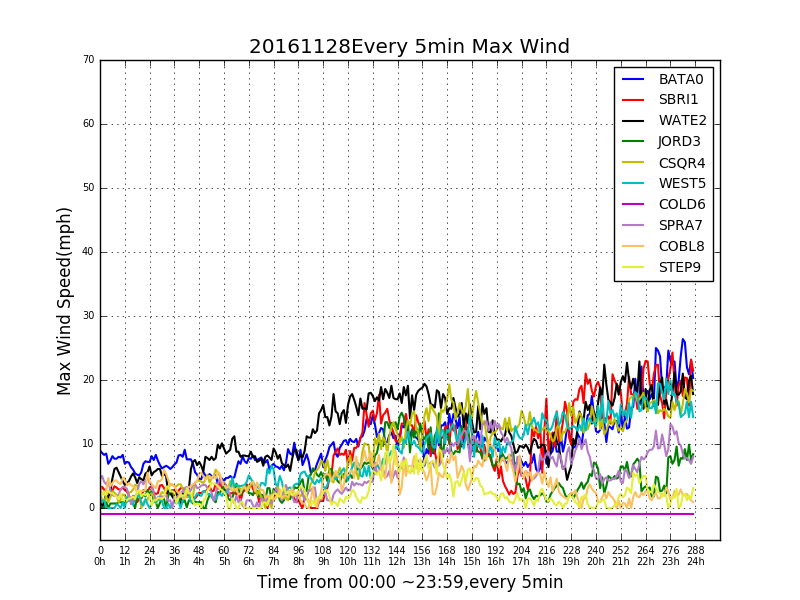 20161128Every 5min Max Wind
70
60
50
40
30
20
10
0
Max Wind Speed(mph)
BATA0
SBRI1
WATE2
JORD3
CSQR4
WEST5
COLD6
SPRA7
COBL8
STEP9
0 12 24 36 48 60 72 84 96 108 120 132 144 156 168 180 192 204 216 228 240 252 264 276 288
0h 1h 2h 3h 4h 5h 6h 7h 8h 9h 10h 11h 12h 13h 14h 15h 16h 17h 18h 19h 20h 21h 22h 23h 24h
Time from 00:00 ~23:59,every 5min